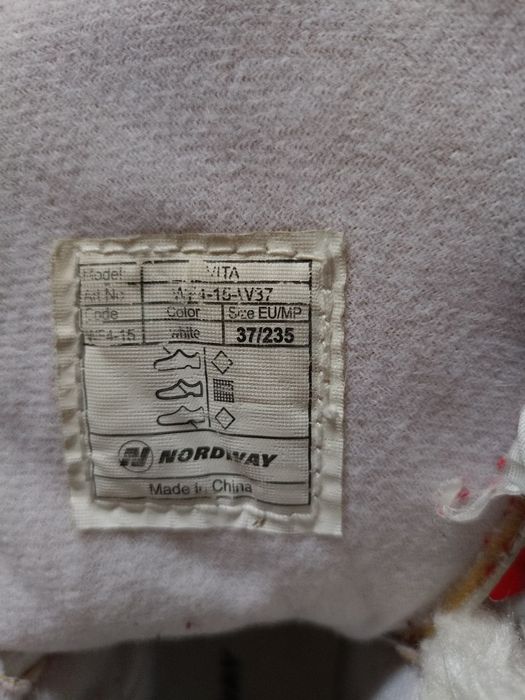 Model VITA
Art No
Code Color Size EU/MP
White 37/235
NORDWAY
Made in China